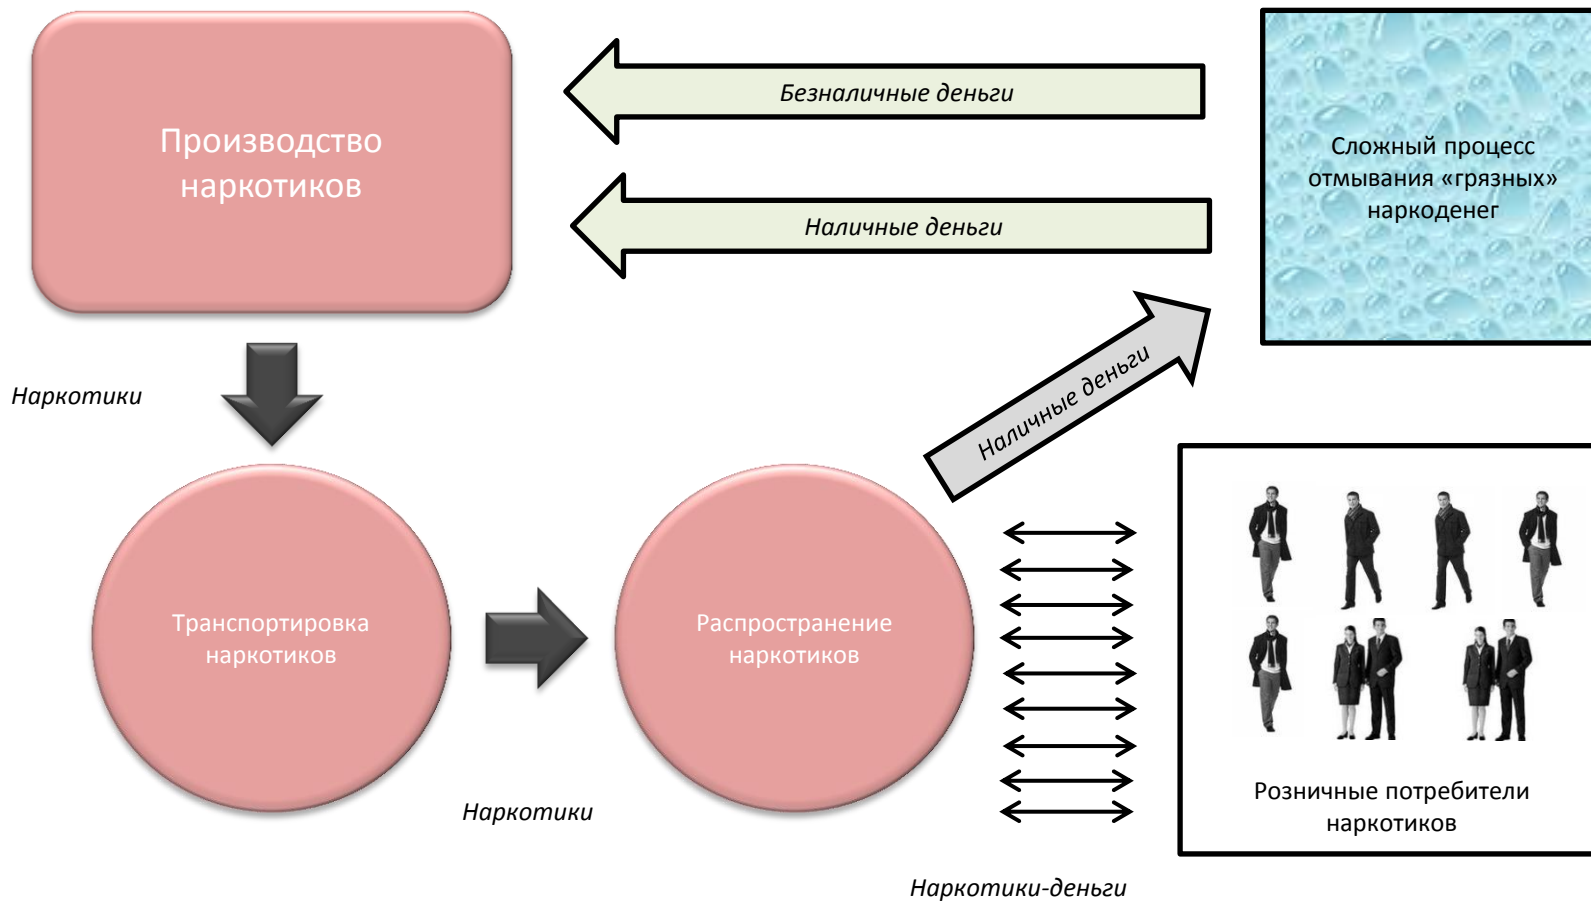 Производство
наркотиков
Безналичные деньги
Наличные деньги
Сложный процесс
отмывания «грязных»
наркоденег
Наркотики
Наличные деньги
Транспортировка
наркотиков
Распространение
наркотиков
Наркотики
Розничные потребители
наркотиков
Наркотики-деньги